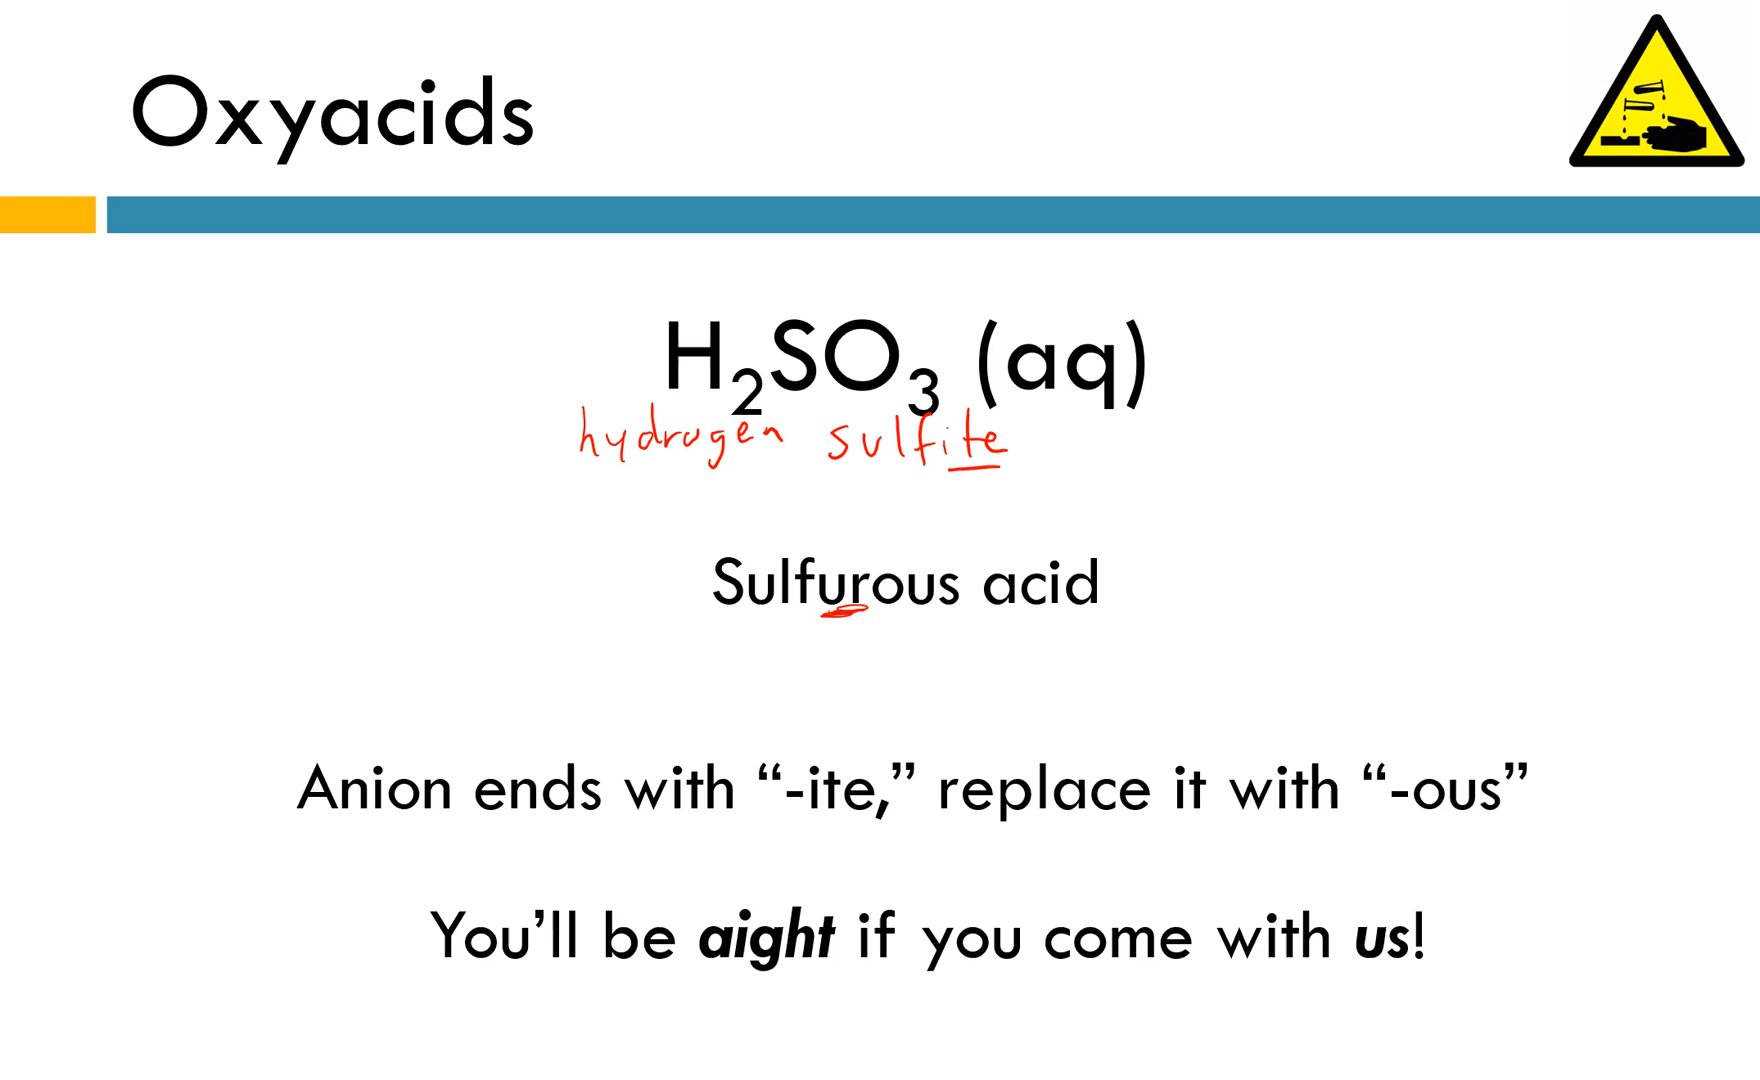 Oxyacids
H₂SO₃ (aq)
hydrogen sulfite
Sulfurous acid
Anion ends with “-ite,” replace it with “-ous”
You’ll be aight if you come with us!